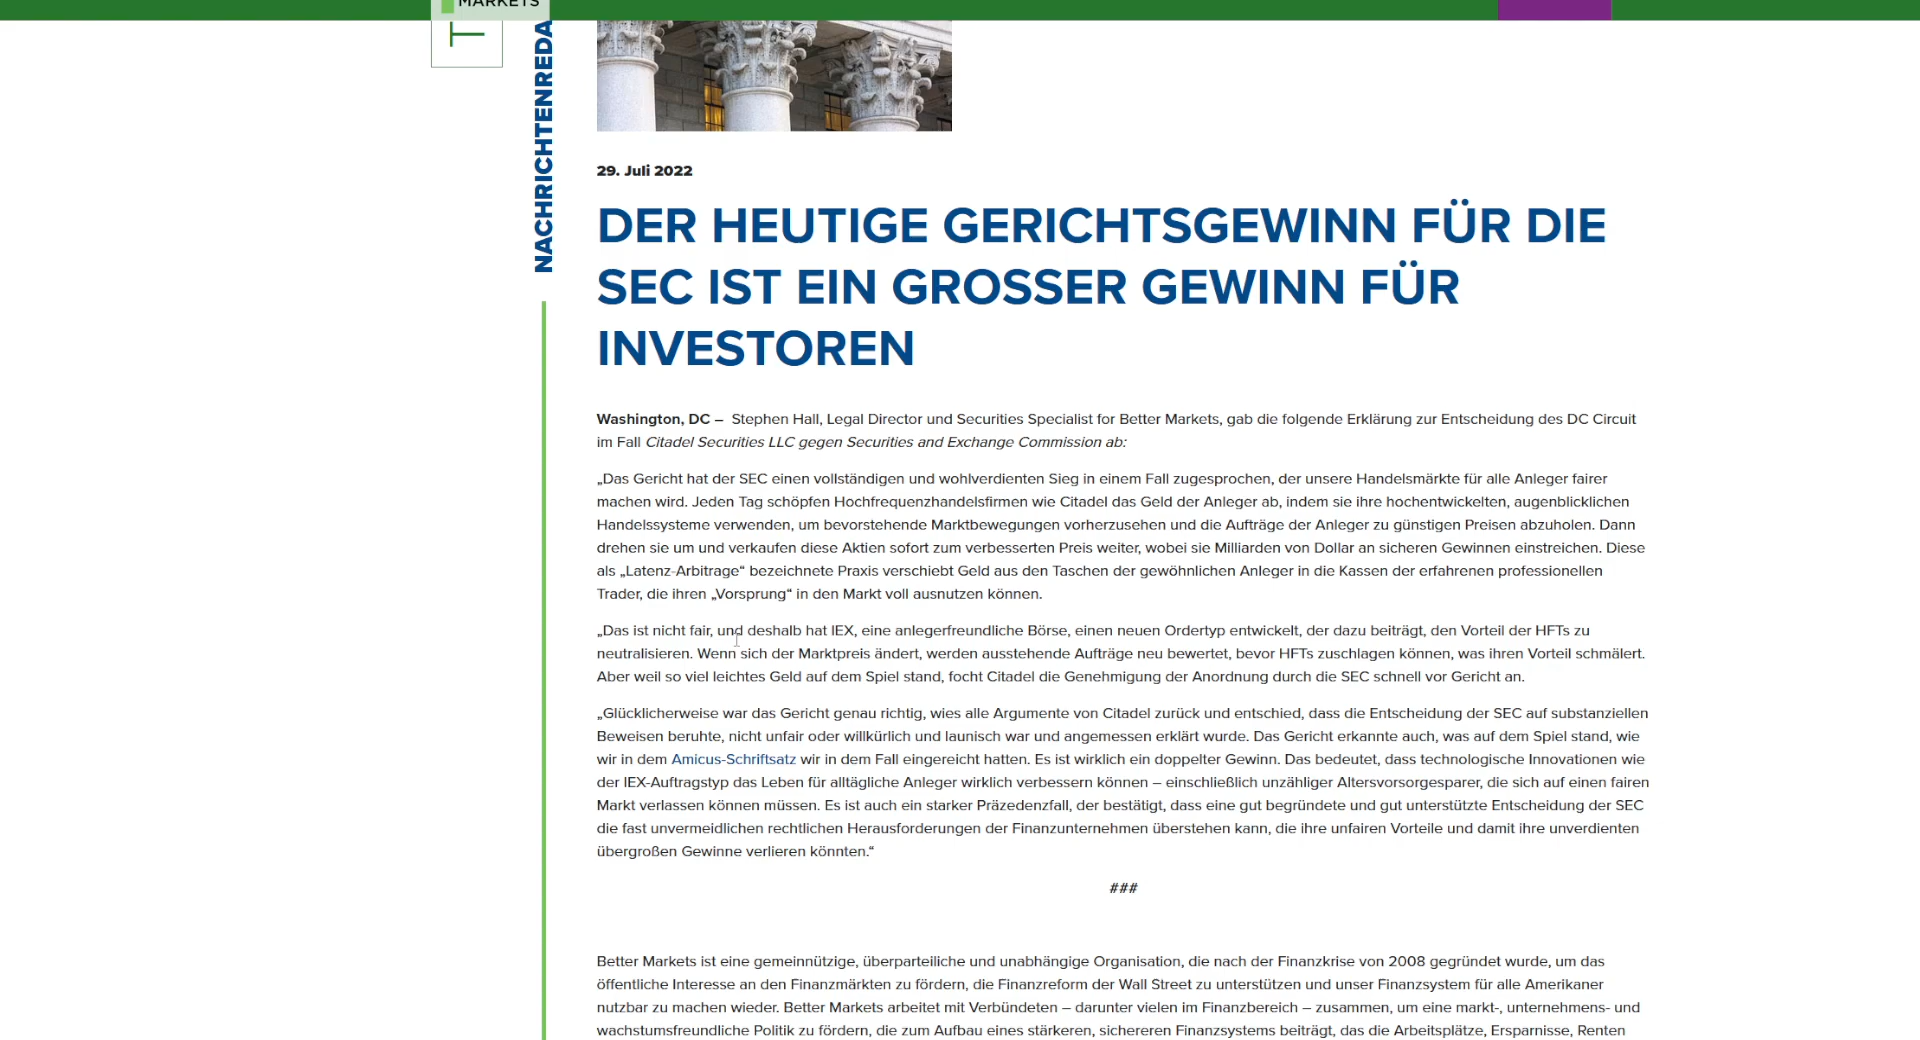 MARKETS
T
NACHRICHTENREDA
29. Juli 2022
DER HEUTIGE GERICHTSGEWINN FÜR DIE
SEC IST EIN GROSSER GEWINN FÜR
INVESTOREN
Washington, DC – Stephen Hall, Legal Director und Securities Specialist for Better Markets, gab die folgende Erklärung zur Entscheidung des DC Circuit
im Fall Citadel Securities LLC gegen Securities and Exchange Commission ab:
„Das Gericht hat der SEC einen vollständigen und wohlverdienten Sieg in einem Fall zugesprochen, der unsere Handelsmärkte für alle Anleger fairer
machen wird. Jeden Tag schöpfen Hochfrequenzhandelsfirmen wie Citadel das Geld der Anleger ab, indem sie ihre hochentwickelten, augenblicklichen
Handelssysteme verwenden, um bevorstehende Marktbewegungen vorherzusehen und die Aufträge der Anleger zu günstigen Preisen abzuholen. Dann
drehen sie um und verkaufen diese Aktien sofort zum verbesserten Preis weiter, wobei sie Milliarden von Dollar an sicheren Gewinnen einstreichen. Diese
als „Latenz-Arbitrage“ bezeichnete Praxis verschiebt Geld aus den Taschen der gewöhnlichen Anleger in die Kassen der erfahrenen professionellen
Trader, die ihren „Vorsprung“ in den Markt voll ausnutzen können.
„Das ist nicht fair, und deshalb hat IEX, eine anlegerfreundliche Börse, einen neuen Ordertyp entwickelt, der dazu beiträgt, den Vorteil der HFTs zu
neutralisieren. Wenn sich der Marktpreis ändert, werden ausstehende Aufträge neu bewertet, bevor HFTs zuschlagen können, was ihren Vorteil schmälert.
Aber weil so viel leichtes Geld auf dem Spiel stand, focht Citadel die Genehmigung der Anordnung durch die SEC schnell vor Gericht an.
„Glücklicherweise war das Gericht genau richtig, wies alle Argumente von Citadel zurück und entschied, dass die Entscheidung der SEC auf substanziellen
Beweisen beruhte, nicht unfair oder willkürlich und launisch war und angemessen erklärt wurde. Das Gericht erkannte auch, was auf dem Spiel stand, wie
wir in dem Amicus-Schriftsatz wir in dem Fall eingereicht hatten. Es ist wirklich ein doppelter Gewinn. Das bedeutet, dass technologische Innovationen wie
der IEX-Auftragstyp das Leben für alltägliche Anleger wirklich verbessern können – einschließlich unzähliger Altersvorsorgesparer, die sich auf einen fairen
Markt verlassen können müssen. Es ist auch ein starker Präzedenzfall, der bestätigt, dass eine gut begründete und gut unterstützte Entscheidung der SEC
die fast unvermeidlichen rechtlichen Herausforderungen der Finanzunternehmen überstehen kann, die ihre unfairen Vorteile und damit ihre unverdienten
übergroßen Gewinne verlieren könnten.“
###
Better Markets ist eine gemeinnützige, überparteiliche und unabhängige Organisation, die nach der Finanzkrise von 2008 gegründet wurde, um das
öffentliche Interesse an den Finanzmärkten zu fördern, die Finanzreform der Wall Street zu unterstützen und unser Finanzsystem für alle Amerikaner
nutzbar zu machen wieder. Better Markets arbeitet mit Verbündeten – darunter vielen im Finanzbereich – zusammen, um eine markt-, unternehmens- und
wachstumsfreundliche Politik zu fördern, die zum Aufbau eines stärkeren, sichereren Finanzsystems beiträgt, das die Arbeitsplätze, Ersparnisse, Renten